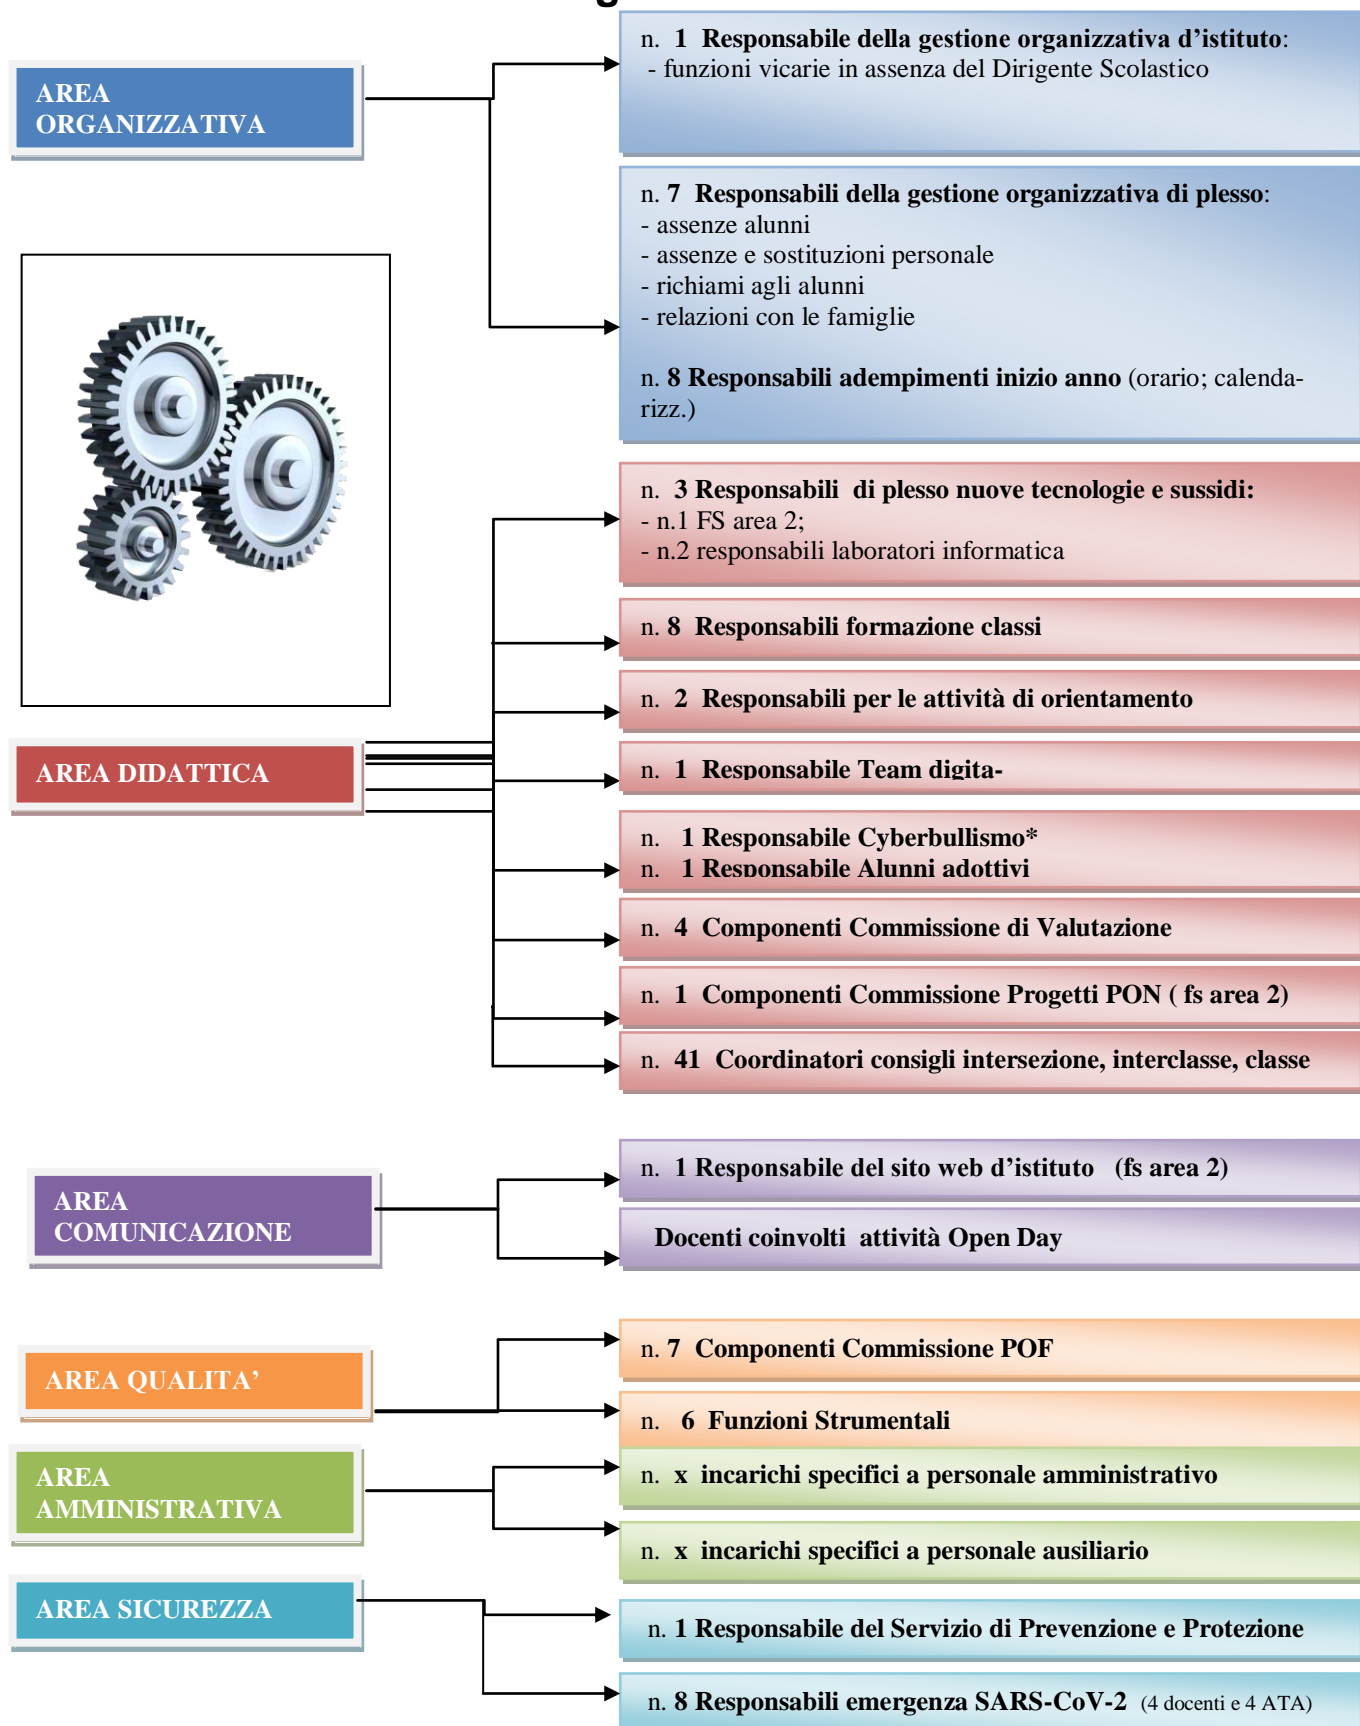 AREA
ORGANIZZATIVA
n. 1 Responsabile della gestione organizzativa d’istituto:
- funzioni vicarie in assenza del Dirigente Scolastico
n. 7 Responsabili della gestione organizzativa di plesso:
- assenze alunni
- assenze e sostituzioni personale
- richiami agli alunni
- relazioni con le famiglie
n. 8 Responsabili adempimenti inizio anno (orario; calenda-
rizz.)
AREA DIDATTICA
n. 3 Responsabili di plesso nuove tecnologie e sussidi:
- n.1 FS area 2;
- n.2 responsabili laboratori informatica
n. 8 Responsabili formazione classi
n. 2 Responsabili per le attività di orientamento
n. 1 Responsabile Team digita-
n. 1 Responsabile Cyberbullismo*
n. 1 Responsabile Alunni adottivi
n. 4 Componenti Commissione di Valutazione
n. 1 Componenti Commissione Progetti PON ( fs area 2)
n. 41 Coordinatori consigli intersezione, interclasse, classe
AREA
COMUNICAZIONE
n. 1 Responsabile del sito web d’istituto (fs area 2)
Docenti coinvolti attività Open Day
AREA QUALITA’
n. 7 Componenti Commissione POF
n. 6 Funzioni Strumentali
AREA
AMMINISTRATIVA
n. x incarichi specifici a personale amministrativo
n. x incarichi specifici a personale ausiliario
AREA SICUREZZA
n. 1 Responsabile del Servizio di Prevenzione e Protezione
n. 8 Responsabili emergenza SARS-CoV-2 (4 docenti e 4 ATA)